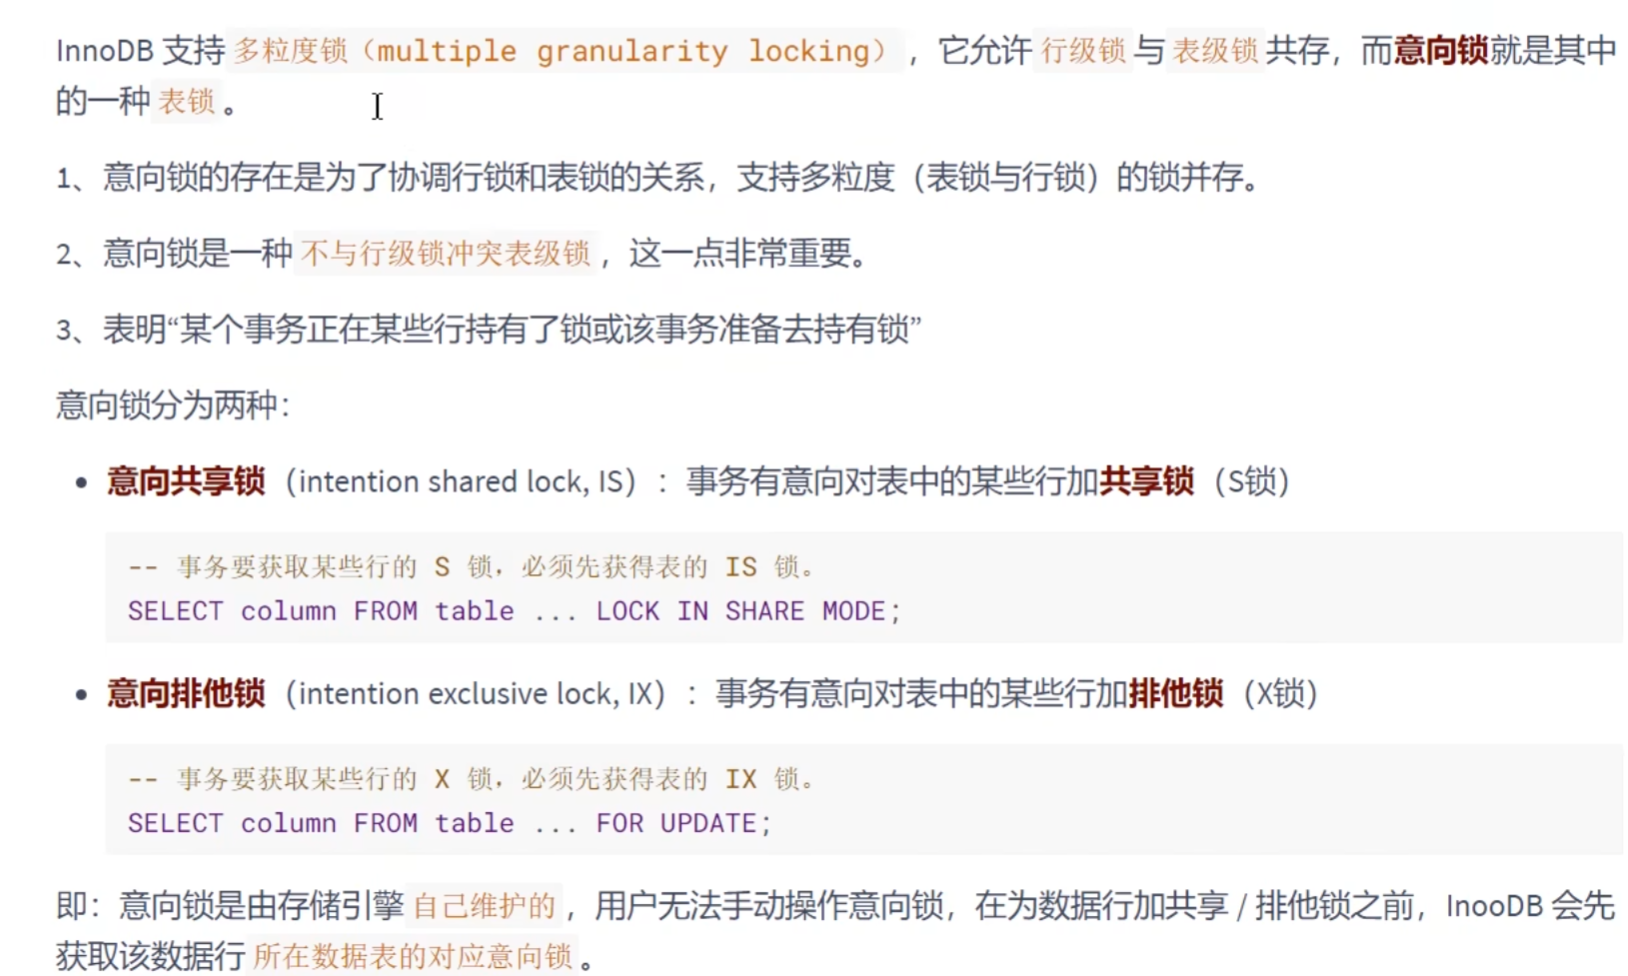 InnoDB 支持 多粒度锁（multiple granularity locking） ，它允许 行级锁 与 表级锁 共存，而意向锁就是其中
的一种 表锁 。
1、意向锁的存在是为了协调行锁和表锁的关系，支持多粒度（表锁与行锁）的锁并存。
2、意向锁是一种 不与行级锁冲突表级锁 ，这一点非常重要。
3、表明“某个事务正在某些行持有了锁或该事务准备去持有锁”
意向锁分为两种：
• 意向共享锁（intention shared lock, IS）：事务有意向对表中的某些行加共享锁（S锁）
-- 事务要获取某些行的 S 锁，必须先获得表的 IS 锁。
SELECT column FROM table ... LOCK IN SHARE MODE;
• 意向排他锁（intention exclusive lock, IX）：事务有意向对表中的某些行加排他锁（X锁）
-- 事务要获取某些行的 X 锁，必须先获得表的 IX 锁。
SELECT column FROM table ... FOR UPDATE;
即：意向锁是由存储引擎 自己维护的 ，用户无法手动操作意向锁，在为数据行加共享 / 排他锁之前，InooDB 会先
获取该数据行 所在数据表的对应意向锁 。